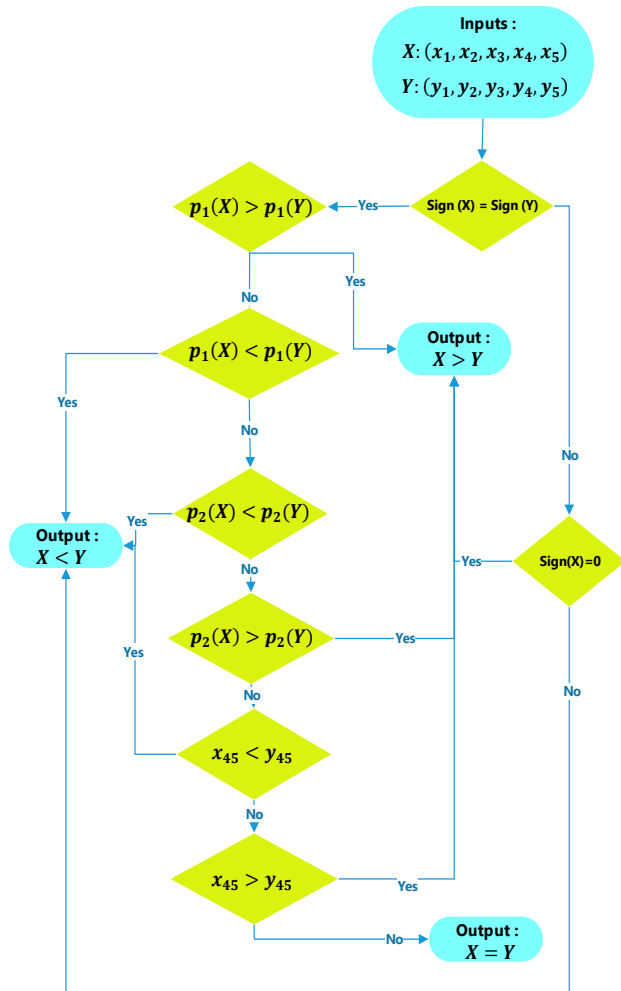 Inputs :
X: (x₁, x₂, x₃, x₄, x₅)
Y: (y₁, y₂, y₃, y₄, y₅)
Sign (X) = Sign (Y)
Yes
p₁(X) > p₁(Y)
No
Yes
p₁(X) < p₁(Y)
Output :
X > Y
Yes
No
No
p₂(X) < p₂(Y)
Yes
Output :
X < Y
Sign(X)=0
Yes
No
p₂(X) > p₂(Y)
Yes
Yes
No
No
x₄₅ < y₄₅
No
x₄₅ > y₄₅
Yes
No
Output :
X = Y